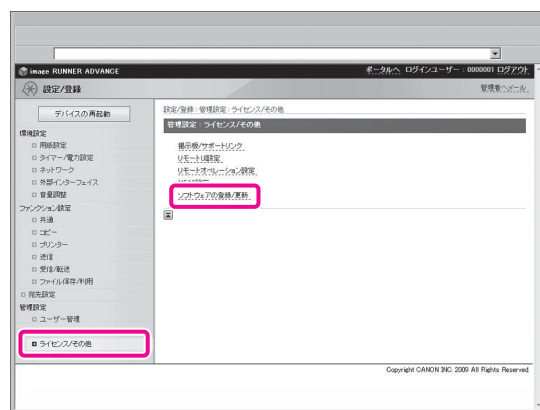 image RUNNER ADVANCE
ポータルへ ログインユーザー : 0000001 ログアウト
設定/登録
管理者へメール
デバイスの再起動
設定/登録 : 管理設定 : ライセンス/その他
管理設定 : ライセンス/その他
環境設定
用紙設定
タイマー/電力設定
ネットワーク
外部インターフェイス
音量調整
ファンクション設定
共通
コピー
プリンター
送信
受信/転送
ファイル保存/利用
宛先設定
管理設定
ユーザー管理
ライセンス/その他
掲示板/サポートリンク
リモートUI設定
リモートオペレーション設定
ソフトウェアの登録/更新
Copyright CANON INC. 2009 All Rights Reserved